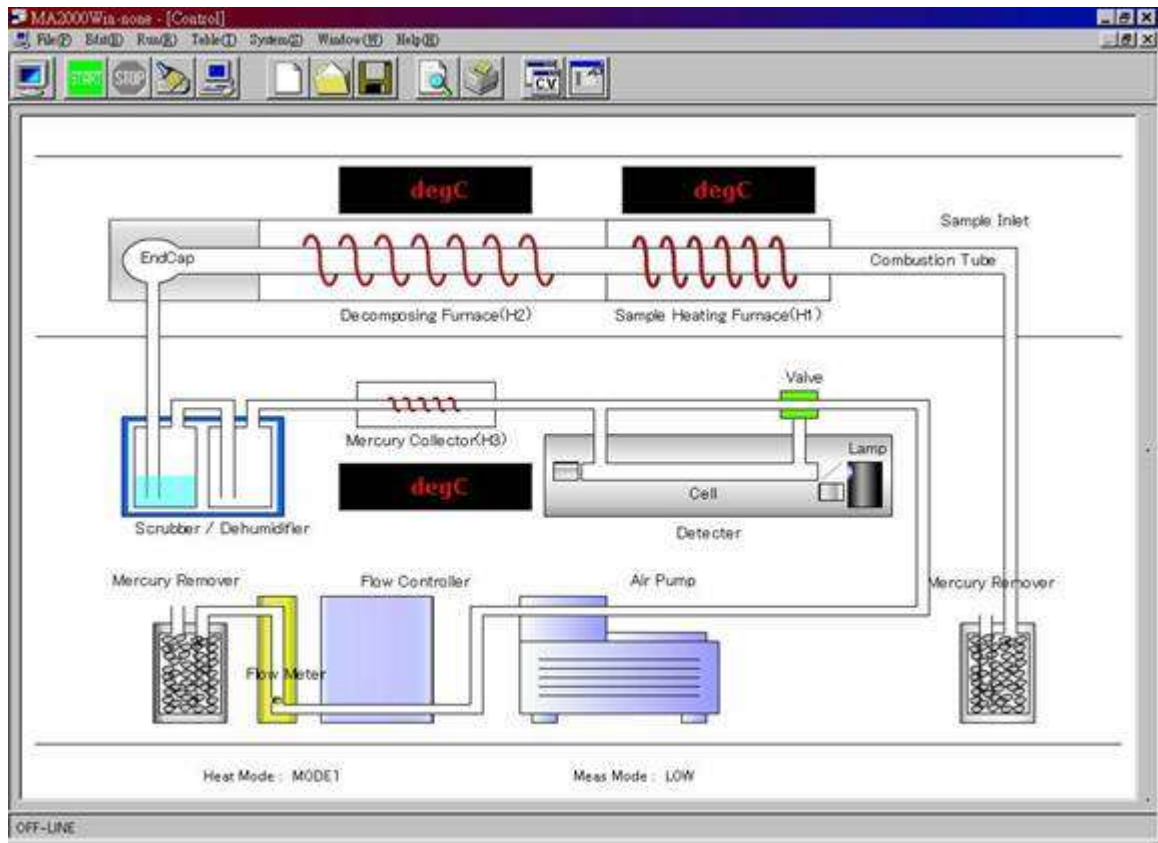 MA2000Win-none - [Control]
File(F) Edit(E) Run(R) Table(T) System(S) Window(W) Help(H)
START STOP CV
degC degC
Sample Inlet
EndCap Combustion Tube
Decomposing Furnace(H2) Sample Heating Furnace(H1)
Valve
Mercury Collector(H3) Lamp
degC Cell
Scrubber / Dehumidifier Detecter
Mercury Remover Flow Controller Air Pump Mercury Remover
Flow Meter
Heat Mode : MODE1 Meas Mode : LOW
OFF-LINE